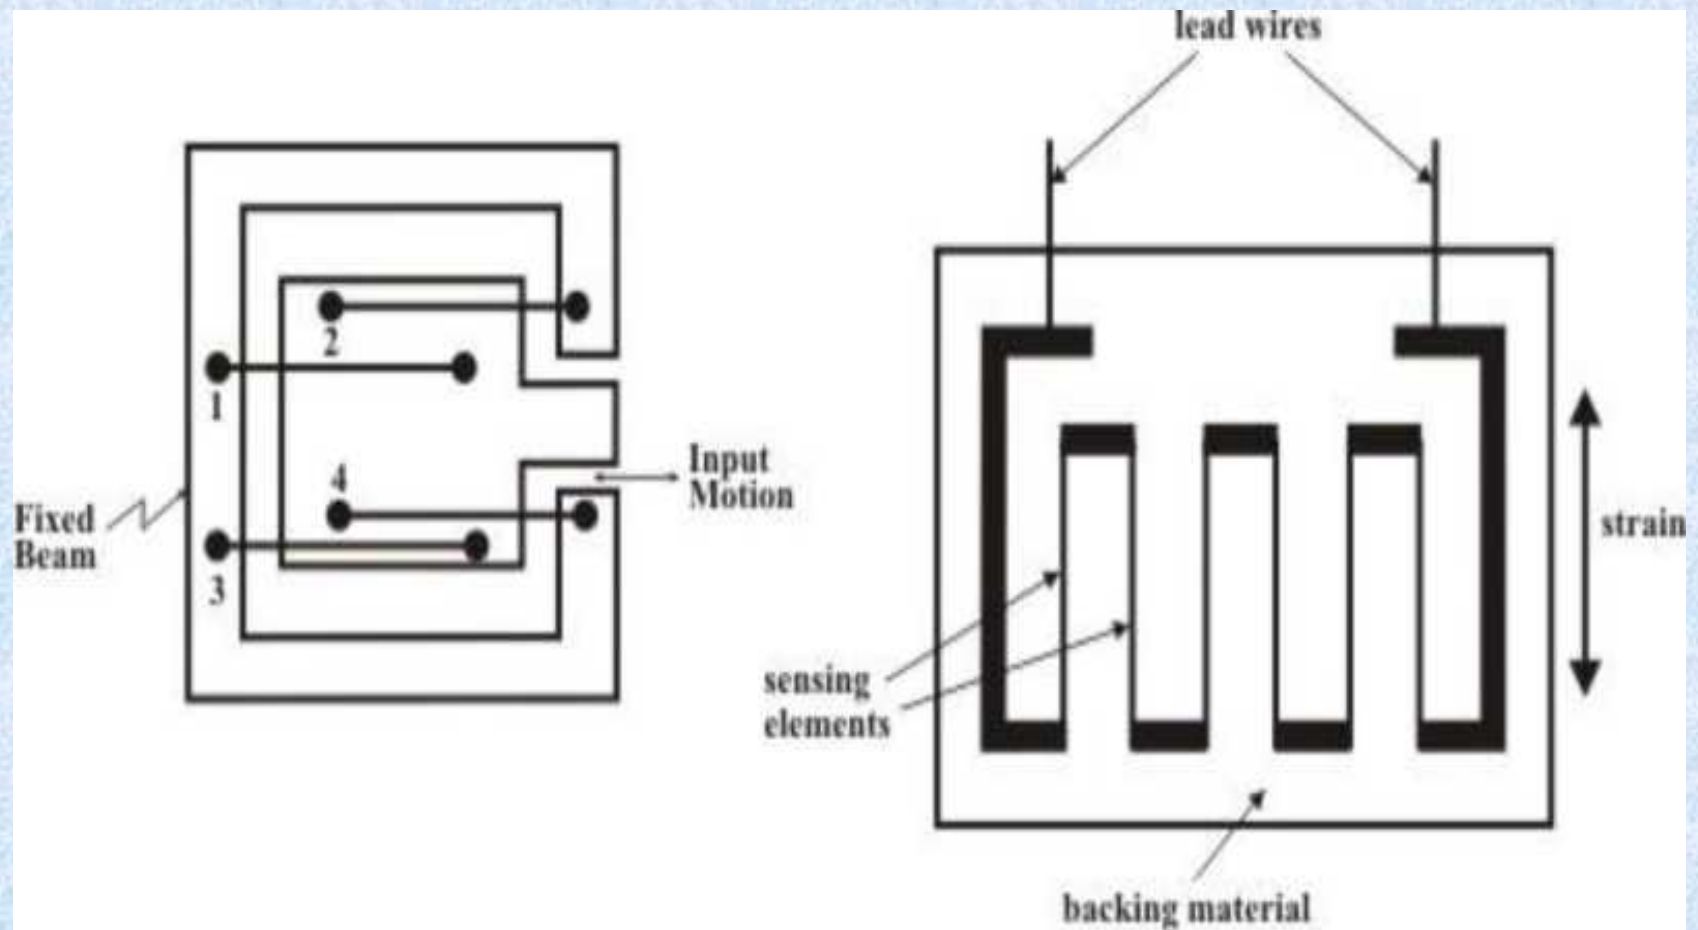 lead wires
2
1
4
Input
Motion
Fixed
Beam
3
strain
sensing
elements
backing material